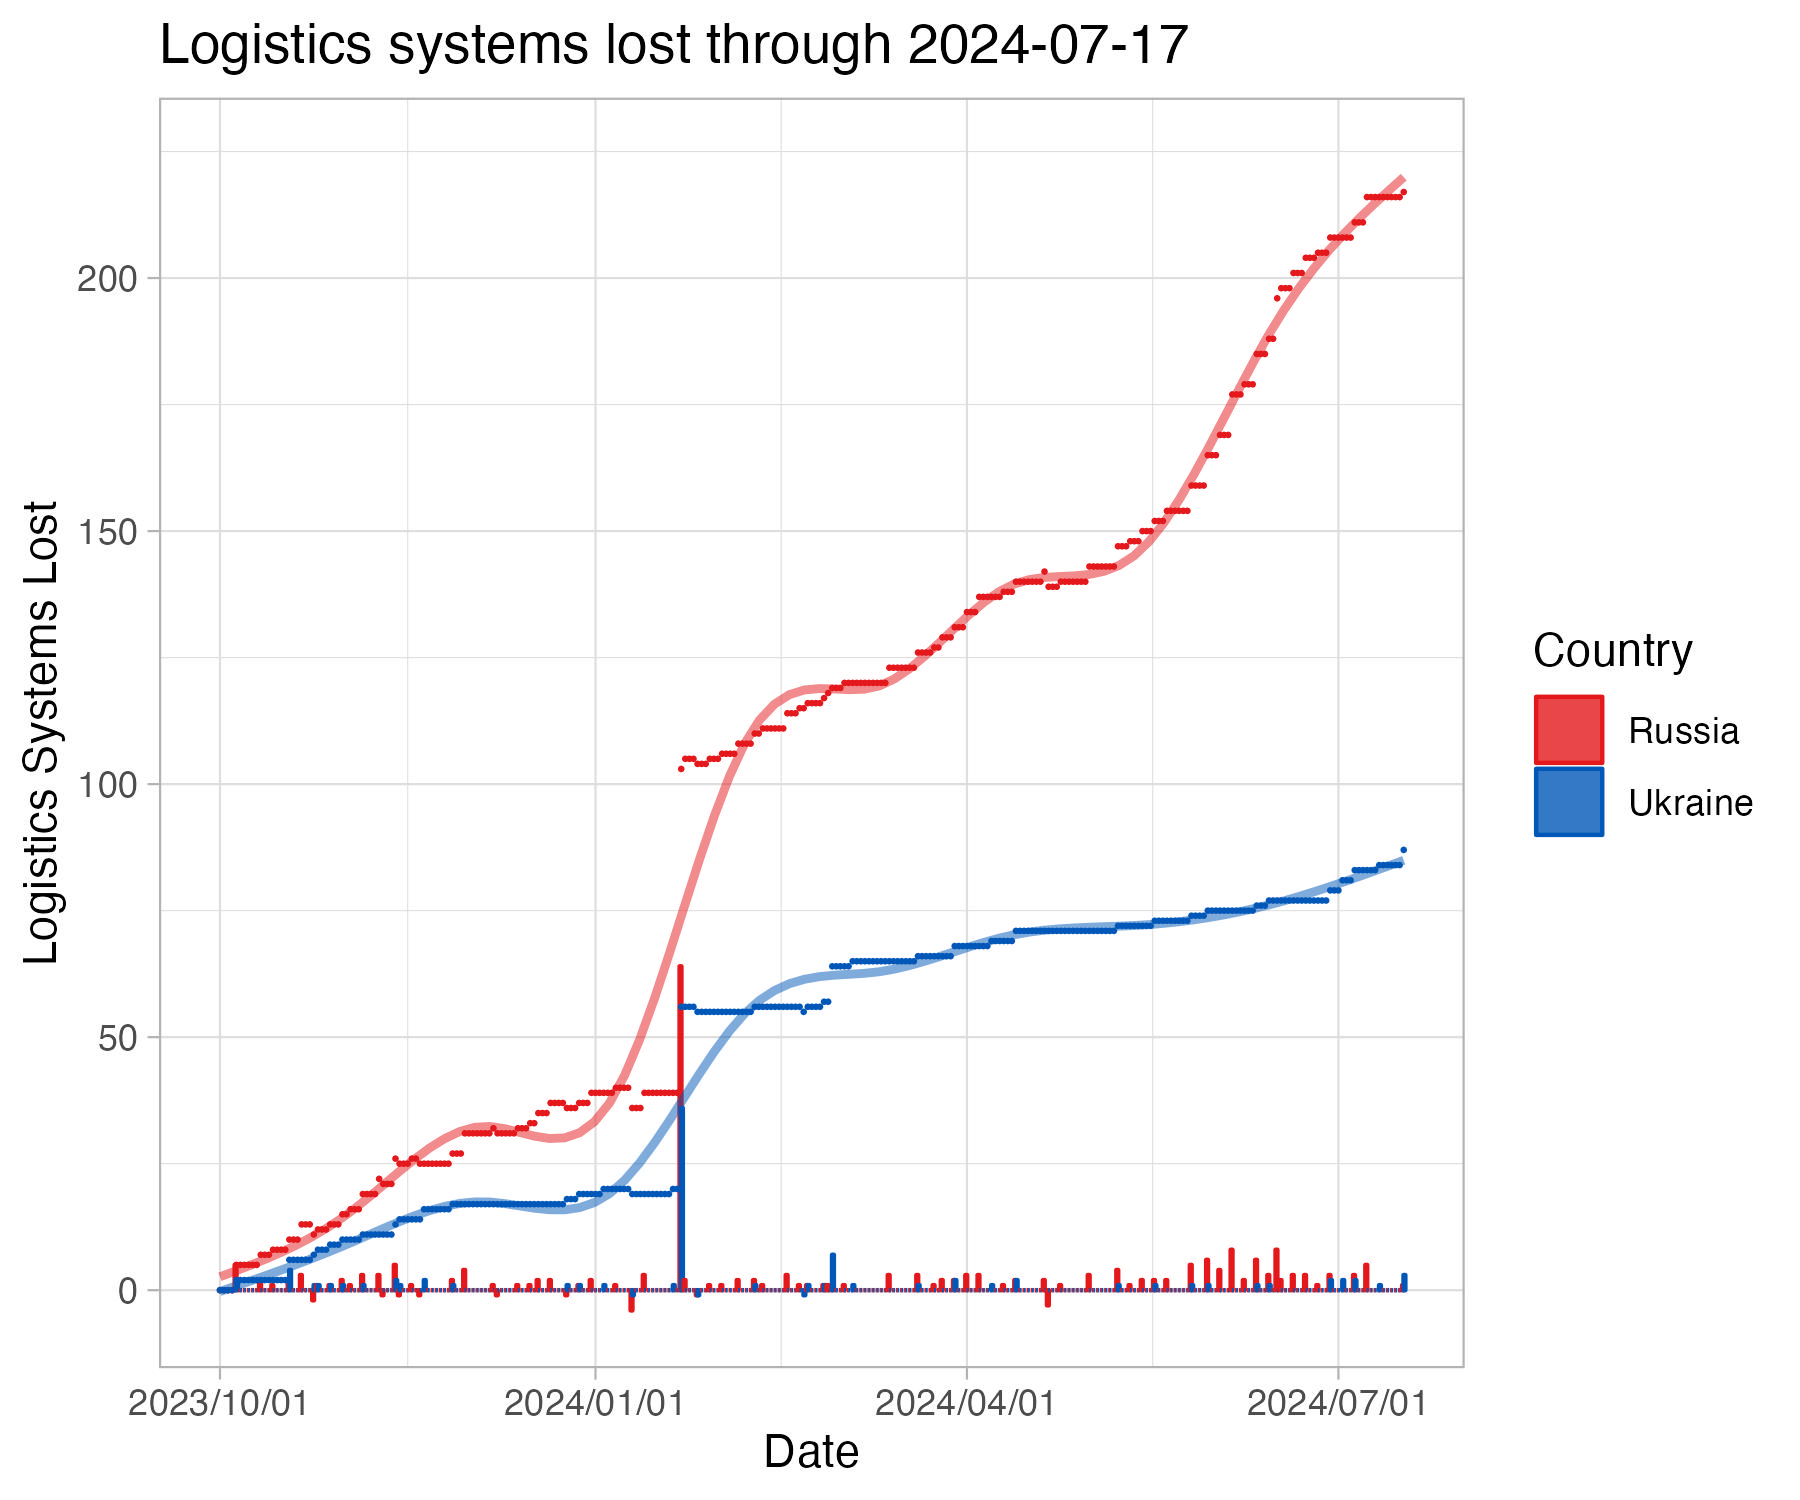 Logistics systems lost through 2024-07-17
Logistics Systems Lost
200
150
100
50
0
2023/10/01
2024/01/01
2024/04/01
2024/07/01
Date
Country
Russia
Ukraine